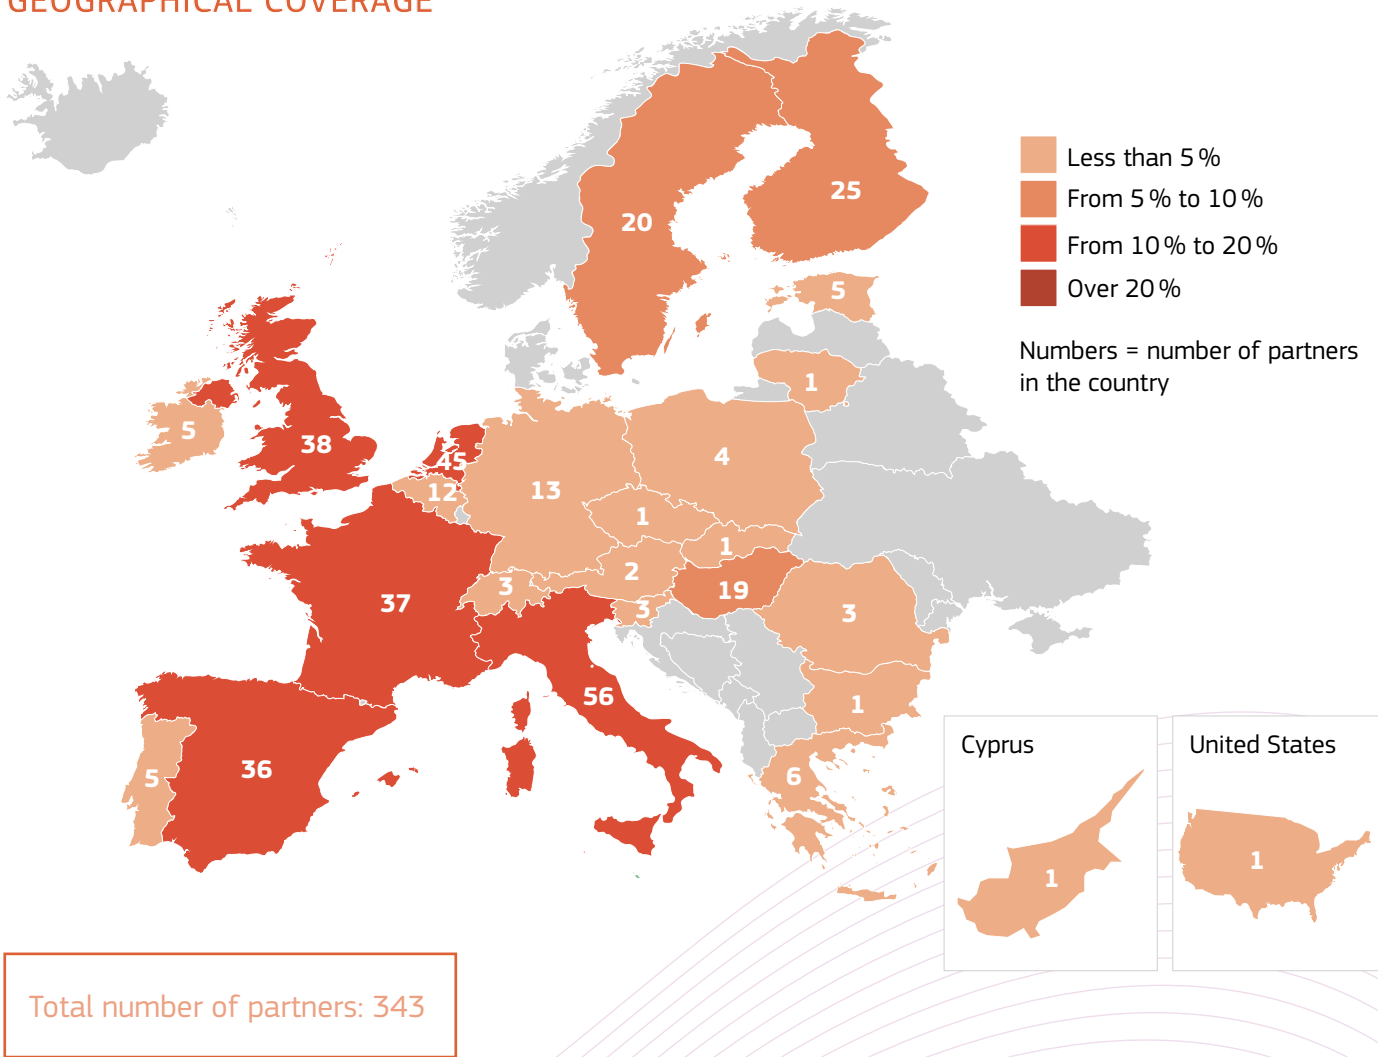 GEOGRAPHICAL COVERAGE
Less than 5 %
From 5 % to 10 %
From 10 % to 20 %
Over 20 %
Numbers = number of partners
in the country
20
25
5
1
5
38
45
12
13
4
1
1
2
3
3
19
3
37
56
1
5
36
6
Cyprus
1
United States
1
Total number of partners: 343